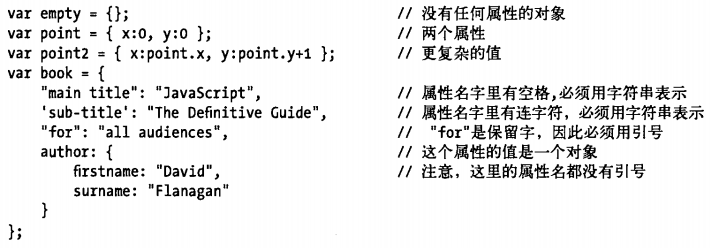 var empty = {};                          // 没有任何属性的对象
var point = { x:0, y:0 };                // 两个属性
var point2 = { x:point.x, y:point.y+1 }; // 更复杂的值
var book = {
    "main title": "JavaScript",          // 属性名字里有空格,必须用字符串表示
    'sub-title': "The Definitive Guide", // 属性名字里有连字符，必须用字符串表示
    "for": "all audiences",              // "for"是保留字，因此必须用引号
    author: {                            // 这个属性的值是一个对象
        firstname: "David",              // 注意，这里的属性名都没有引号
        surname: "Flanagan"
    }
};